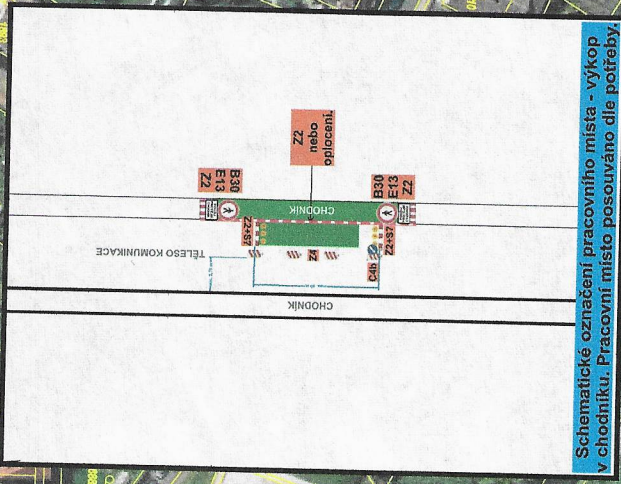 Z2
nebo
oplocení.
B30
E13
Z2
B30
E13
Z2
CHODNÍK
Z2+S7
Z4
C4b
Z2+S7
TĚLESO KOMUNIKACE
CHODNÍK
Schematické označení pracovního místa - výkop
v chodníku. Pracovní místo posouváno dle potřeby.